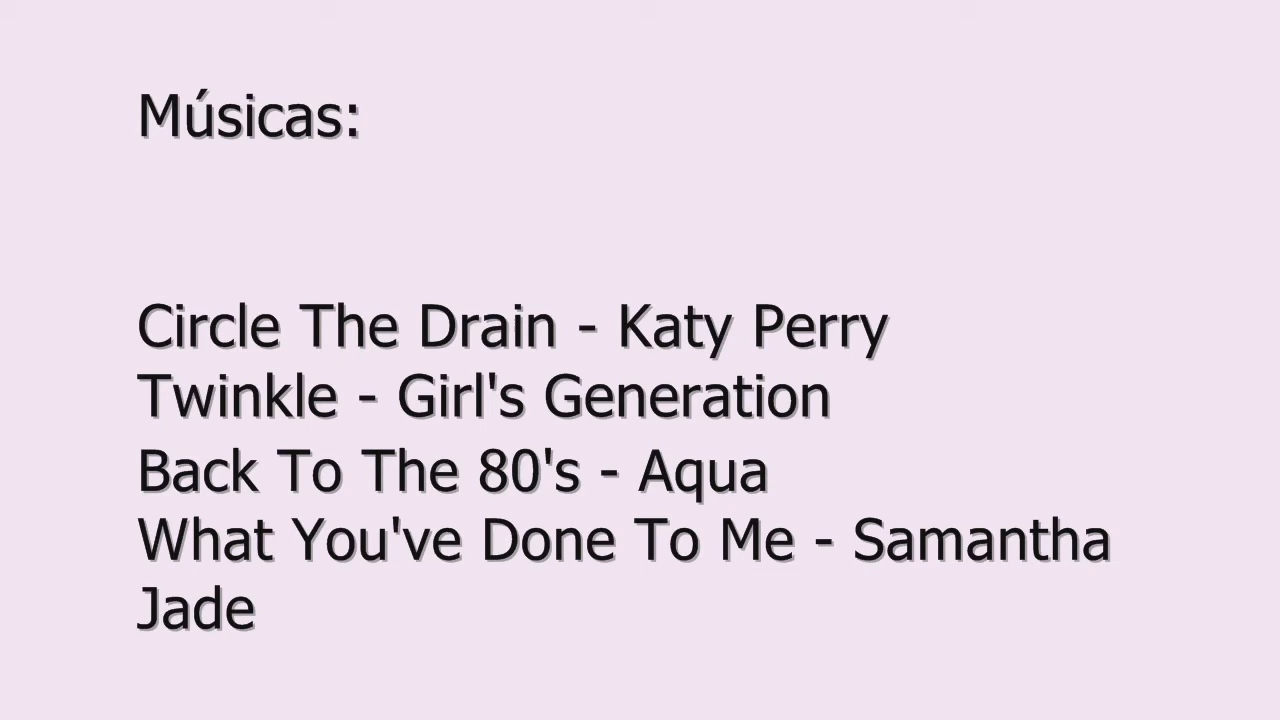 Músicas:
Circle The Drain - Katy Perry
Twinkle - Girl's Generation
Back To The 80's - Aqua
What You've Done To Me - Samantha
Jade